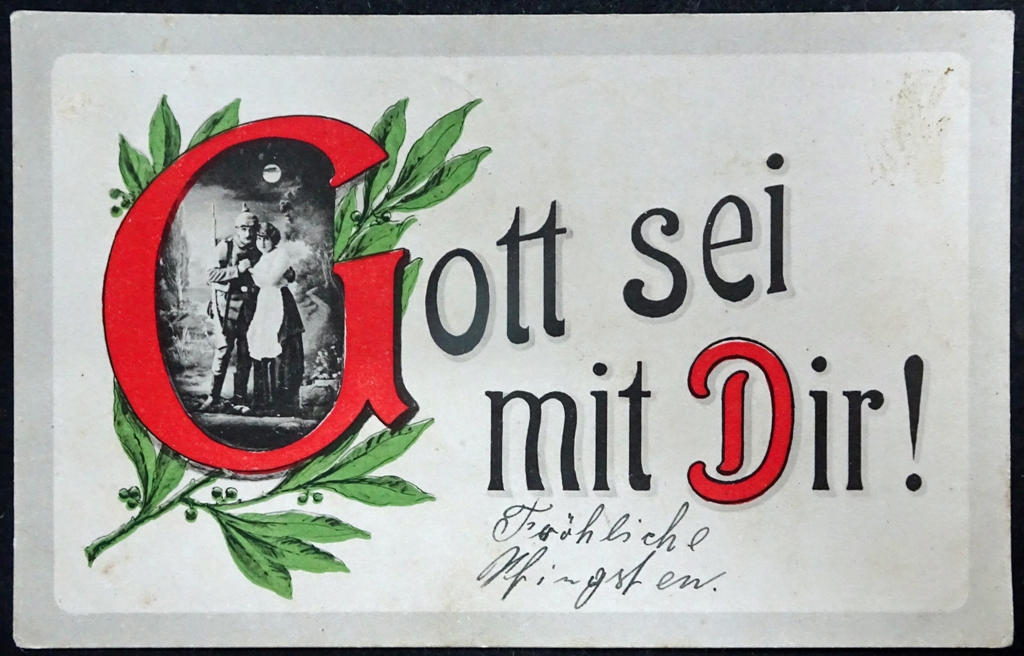 Gott sei
mit Dir!
Fröhliche
Pfingsten.